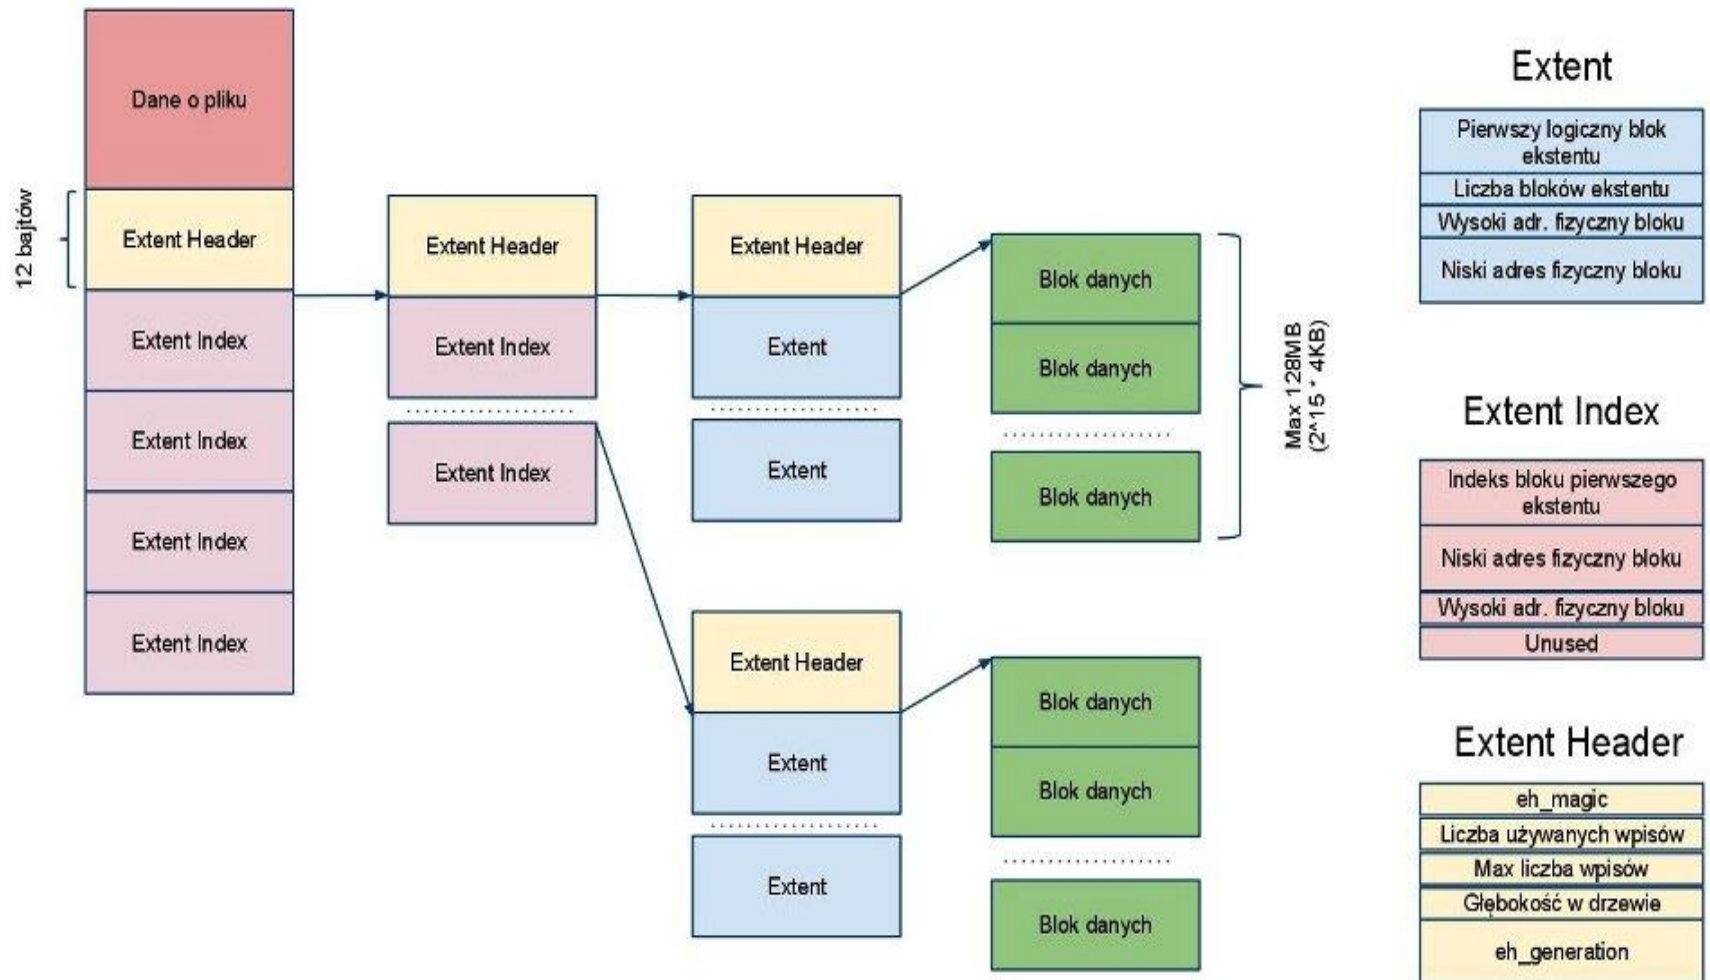 Dane o pliku
12 bajtów
Extent Header
Extent Index
Extent Index
Extent Index
Extent Index
Extent Header
Extent Index
Extent Index
Extent Header
Extent
Extent
Extent Header
Extent
Extent
Blok danych
Blok danych
Blok danych
Max 128MB
(2^15 * 4KB)
Blok danych
Blok danych
Blok danych
Extent
Pierwszy logiczny blok
ekstentu
Liczba bloków ekstentu
Wysoki adr. fizyczny bloku
Niski adres fizyczny bloku
Extent Index
Indeks bloku pierwszego
ekstentu
Niski adres fizyczny bloku
Wysoki adr. fizyczny bloku
Unused
Extent Header
eh_magic
Liczba używanych wpisów
Max liczba wpisów
Głębokość w drzewie
eh_generation